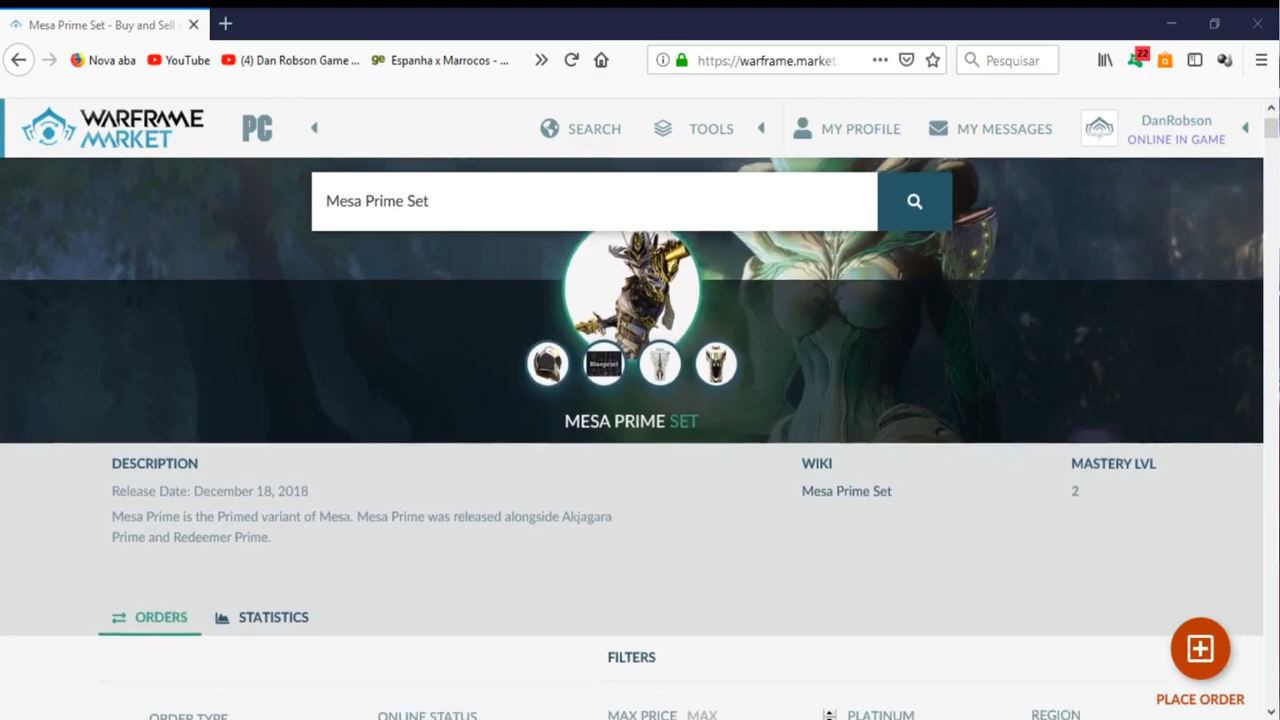 Mesa Prime Set - Buy and Sell
Nova aba
YouTube
(4) Dan Robson Game ...
ge
Espanha x Marrocos - ...
https://warframe.market
Pesquisar
22
WARFRAME
MARKET
PC
SEARCH
TOOLS
MY PROFILE
MY MESSAGES
DanRobson
ONLINE IN GAME
Mesa Prime Set
Blueprint
MESA PRIME SET
DESCRIPTION
Release Date: December 18, 2018
Mesa Prime is the Primed variant of Mesa. Mesa Prime was released alongside Akjagara
Prime and Redeemer Prime.
WIKI
Mesa Prime Set
MASTERY LVL
2
ORDERS
STATISTICS
FILTERS
PLACE ORDER
ORDER TYPE
ONLINE STATUS
MAX PRICE MAX
PLATINUM
REGION